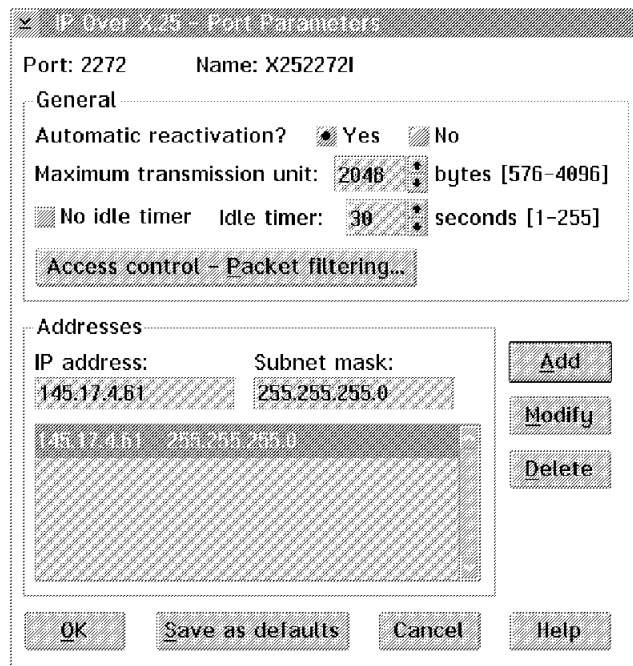 IP Over X.25 - Port Parameters
Port: 2272 Name: X252272I
General
Automatic reactivation? Yes No
Maximum transmission unit: 2048 bytes [576-4096]
No idle timer Idle timer: 30 seconds [1-255]
Access control - Packet filtering...
Addresses
IP address: Subnet mask:
145.17.4.61 255.255.255.0
Add
Modify
145.17.4.61 255.255.255.0
Delete
OK Save as defaults Cancel Help